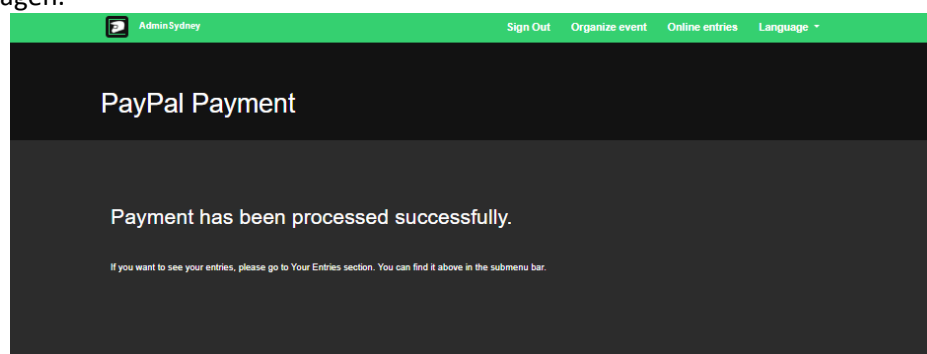 agen.
AdminSydney Sign Out Organize event Online entries Language
PayPal Payment
Payment has been processed successfully.
If you want to see your entries, please go to Your Entries section. You can find it above in the submenu bar.